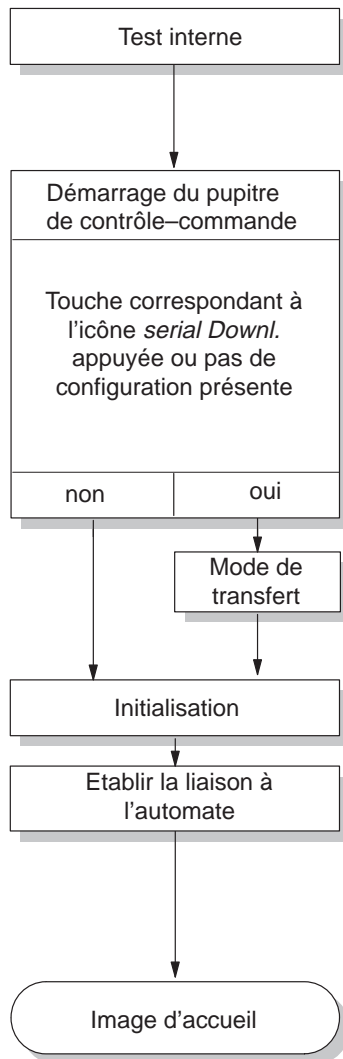 Test interne
Démarrage du pupitre
de contrôle–commande
Touche correspondant à
l’icône serial Downl.
appuyée ou pas de
configuration présente
non
oui
Mode de
transfert
Initialisation
Etablir la liaison à
l’automate
Image d’accueil